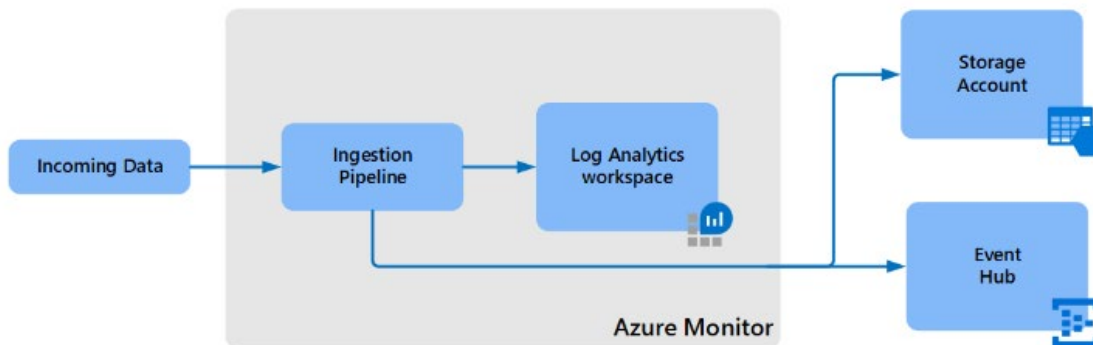 Incoming Data
Ingestion
Pipeline
Log Analytics
workspace
Storage
Account
Event
Hub
Azure Monitor